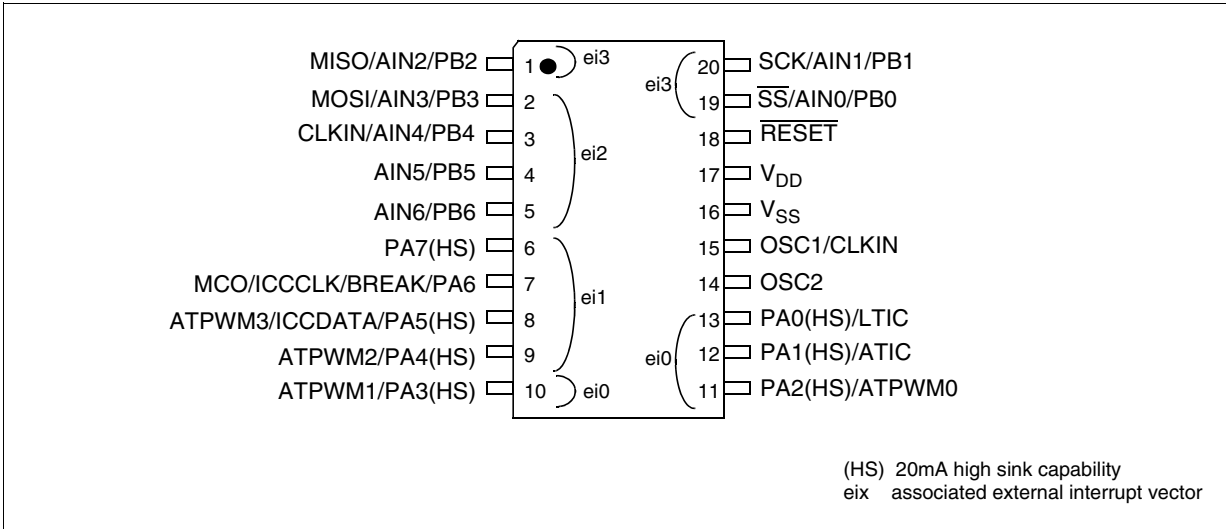 MISO/AIN2/PB2
MOSI/AIN3/PB3
CLKIN/AIN4/PB4
AIN5/PB5
AIN6/PB6
PA7(HS)
MCO/ICCCLK/BREAK/PA6
ATPWM3/ICCDATA/PA5(HS)
ATPWM2/PA4(HS)
ATPWM1/PA3(HS)
1
2
3
4
5
6
7
8
9
10
ei3
ei2
ei1
ei0
ei3
ei0
20
19
18
17
16
15
14
13
12
11
SCK/AIN1/PB1
S̅S̅/AIN0/PB0
R̅E̅S̅E̅T̅
VDD
VSS
OSC1/CLKIN
OSC2
PA0(HS)/LTIC
PA1(HS)/ATIC
PA2(HS)/ATPWM0
(HS) 20mA high sink capability
eix associated external interrupt vector